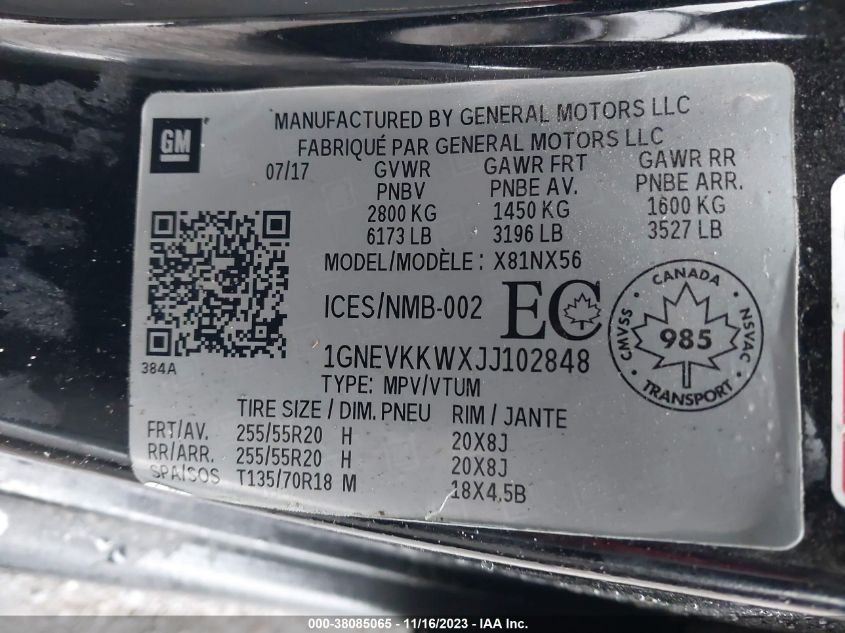 MANUFACTURED BY GENERAL MOTORS LLC
FABRIQUÉ PAR GENERAL MOTORS LLC
GM
07/17 GVWR GAWR FRT GAWR RR
PNBV PNBE AV. PNBE ARR.
2800 KG 1450 KG 1600 KG
6173 LB 3196 LB 3527 LB
MODEL/MODÈLE: X81NX56
ICES/NMB-002 EC
CANADA
CMVSS 985 NSVAC
TRANSPORT
384A
1GNEVKKWXJJ102848
TYPE: MPV/VTUM
TIRE SIZE / DIM. PNEU RIM / JANTE
FRT/AV. 255/55R20 H 20X8J
RR/ARR. 255/55R20 H 20X8J
SPA/SOS T135/70R18 M 18X4.5B
000-38085065 - 11/16/2023 - IAA Inc.